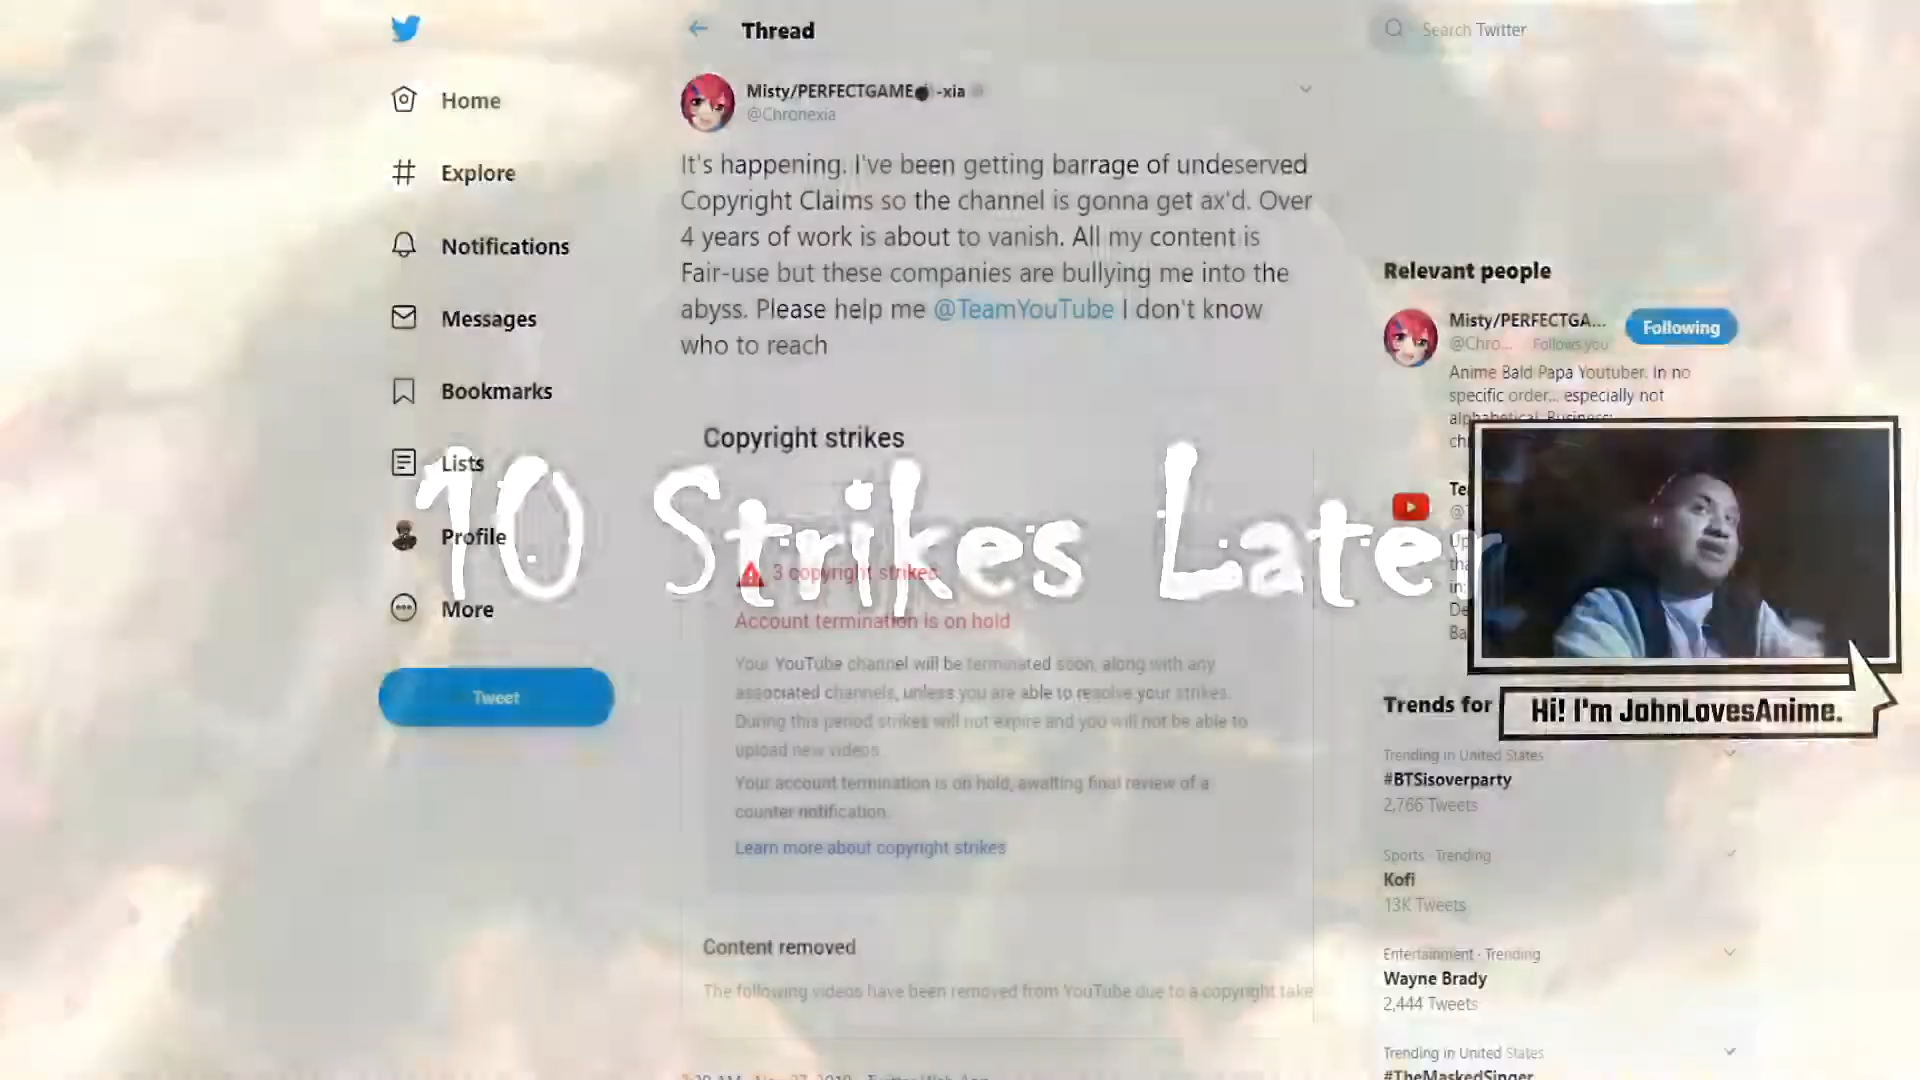 Home
Explore
Notifications
Messages
Bookmarks
Lists
Profile
More
Tweet
Thread
Misty/PERFECTGAME -xia
@Chronexia
It's happening. I've been getting barrage of undeserved
Copyright Claims so the channel is gonna get ax'd. Over
4 years of work is about to vanish. All my content is
Fair-use but these companies are bullying me into the
abyss. Please help me @TeamYouTube I don't know
who to reach
Copyright strikes
10 Strikes Later
3 copyright strikes
Account termination is on hold
Your YouTube channel will be terminated soon, along with any
associated channels, unless you are able to resolve your strikes.
During this period strikes will not expire and you will not be able to
upload new videos.
Your account termination is on hold, awaiting final review of a
counter notification.
Learn more about copyright strikes
Content removed
The following videos have been removed from YouTube due to a copyright take
Search Twitter
Relevant people
Misty/PERFECTGA...
Following
@Chro... Follows you
Anime Bald Papa Youtuber. In no
specific order... especially not
alphabetical. Business:
Hi! I'm JohnLovesAnime.
Trends for
Trending in United States
#BTSisoverparty
2,766 Tweets
Sports · Trending
Kofi
13K Tweets
Entertainment · Trending
Wayne Brady
2,444 Tweets
Trending in United States
#TheMaskedSinger